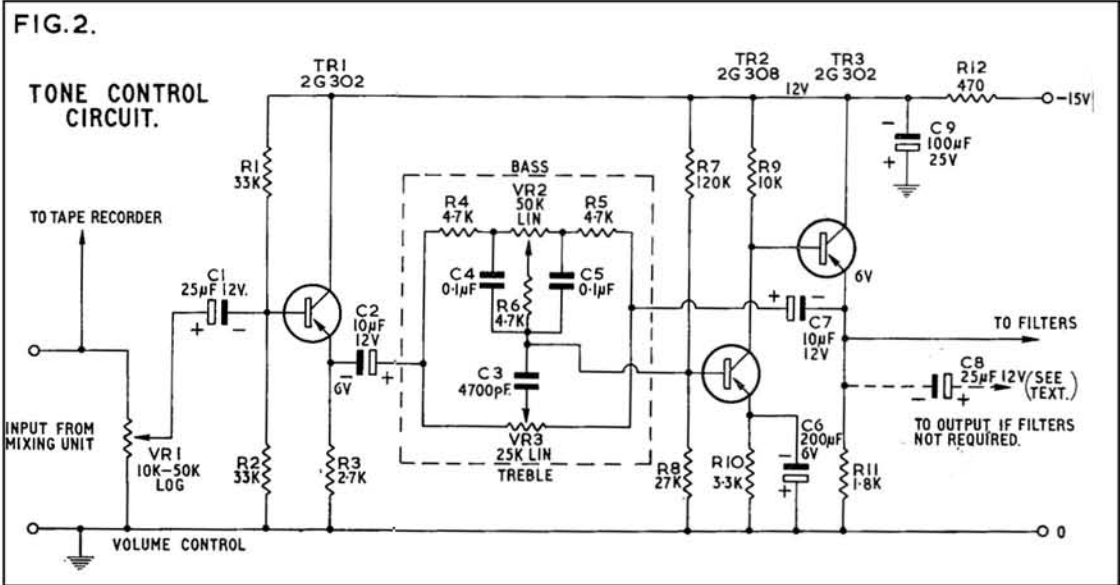 FIG.2.
TONE CONTROL
CIRCUIT.
TR1
2G302
TR2
2G308
TR3
2G302
12V
R12
470
-15V
C9
100µF
25V
R1
33K
R7
120K
R9
10K
BASS
VR2
50K
LIN
R4
4·7K
R5
4·7K
TO TAPE RECORDER
C1
25µF 12V.
C4
0·1µF
C5
0·1µF
R6
4·7K
6V
C2
10µF
12V
6V
C7
10µF
12V
TO FILTERS
C3
4700pF.
C8
25µF 12V
(SEE
TEXT.)
TO OUTPUT IF FILTERS
NOT REQUIRED.
INPUT FROM
MIXING UNIT
VR1
10K-50K
LOG
R2
33K
R3
2·7K
VR3
25K LIN
TREBLE
R8
27K
R10
3·3K
C6
200µF
6V
R11
1·8K
0
VOLUME CONTROL